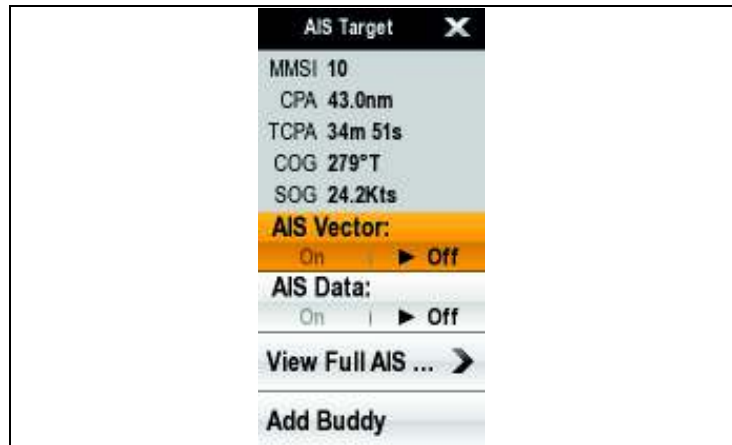 AIS Target X
MMSI 10
CPA 43.0nm
TCPA 34m 51s
COG 279°T
SOG 24.2Kts
AIS Vector:
On ► Off
AIS Data:
On ► Off
View Full AIS ...
Add Buddy